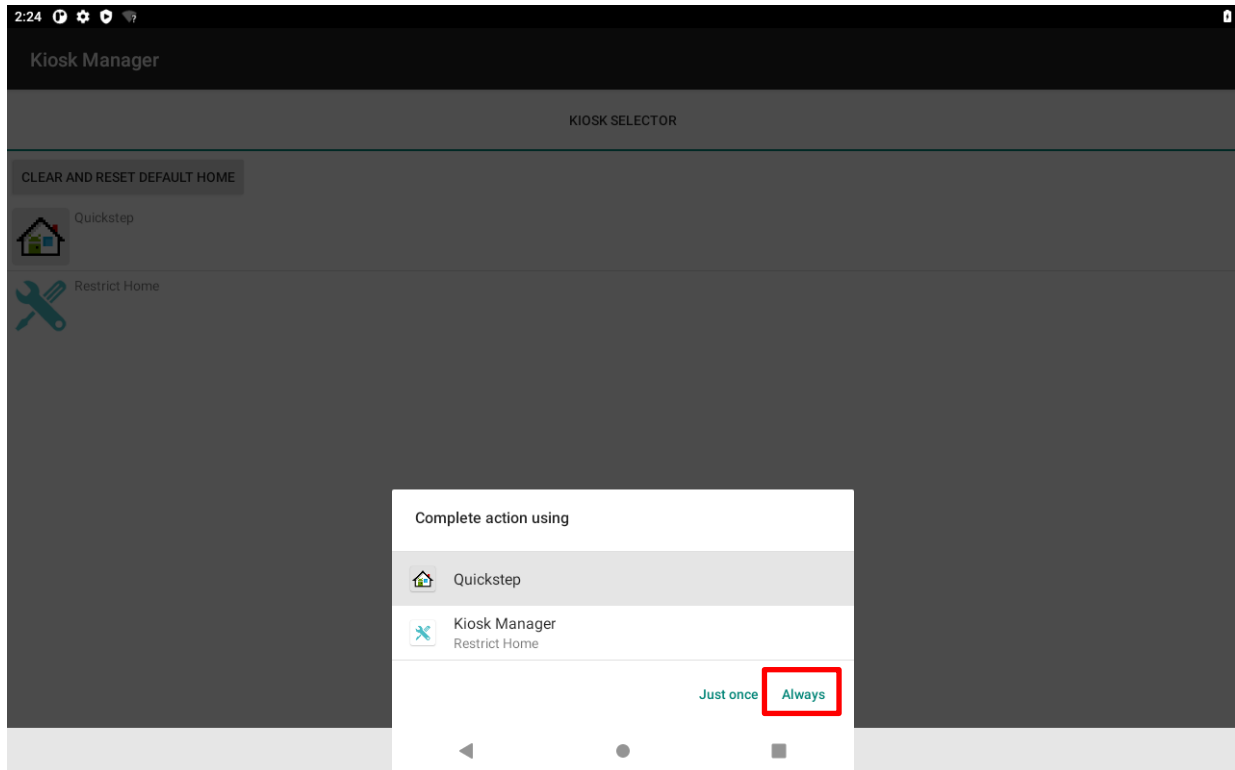 2:24
Kiosk Manager
KIOSK SELECTOR
CLEAR AND RESET DEFAULT HOME
Quickstep
Restrict Home
Complete action using
Quickstep
Kiosk Manager
Restrict Home
Just once Always